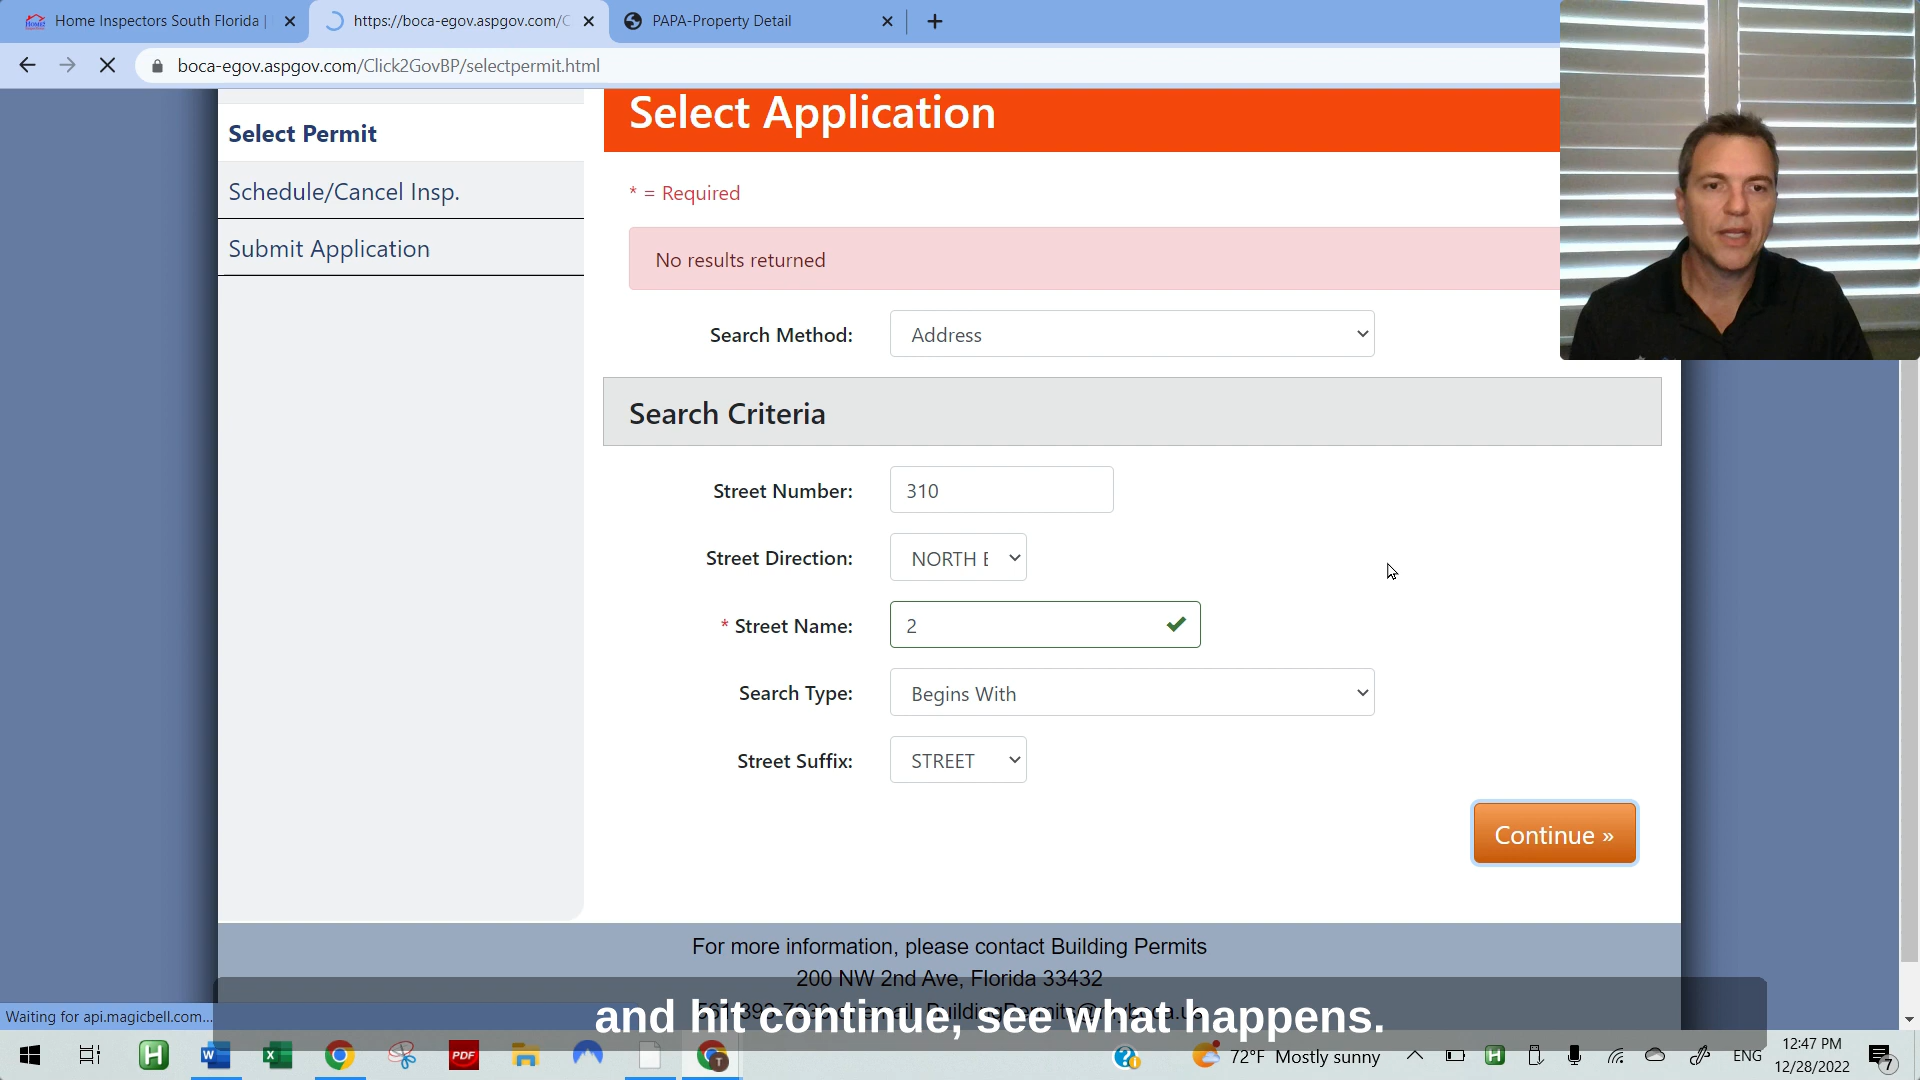 Home Inspectors South Florida |
https://boca-egov.aspgov.com/C
PAPA-Property Detail
boca-egov.aspgov.com/Click2GovBP/selectpermit.html
Select Permit
Schedule/Cancel Insp.
Submit Application
Select Application
* = Required
No results returned
Search Method: Address
Search Criteria
Street Number: 310
Street Direction: NORTH E
* Street Name: 2
Search Type: Begins With
Street Suffix: STREET
Continue »
For more information, please contact Building Permits
200 NW 2nd Ave, Florida 33432
and hit continue, see what happens.
Waiting for api.magicbell.com...
H
W
X
PDF
T
72°F Mostly sunny
H
ENG
12:47 PM
12/28/2022
7